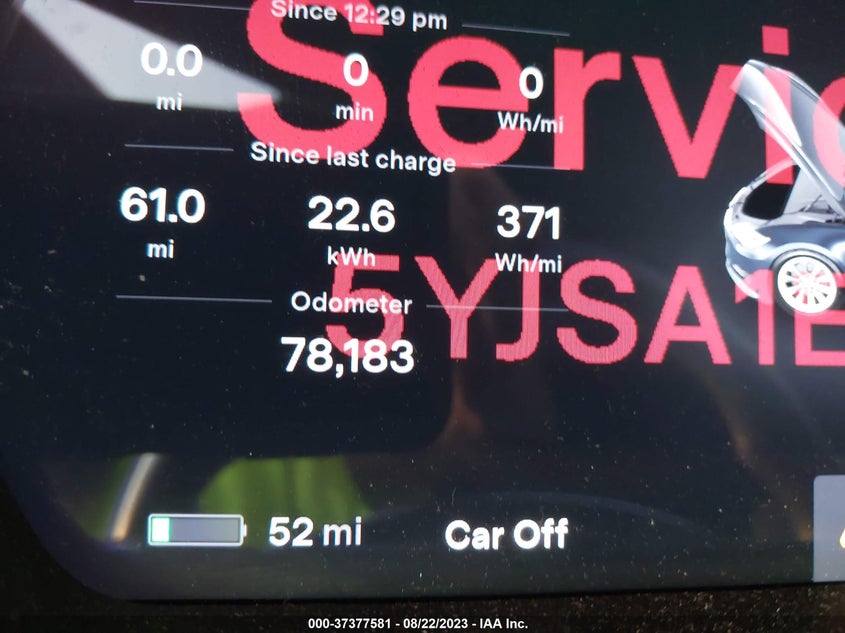 Since 12:29 pm
Servic
0.0 0 0
mi min Wh/mi
Since last charge
61.0 22.6 371
mi kWh Wh/mi
Odometer
5YJSA1E
78,183
52 mi Car Off
000-37377581 - 08/22/2023 - IAA Inc.